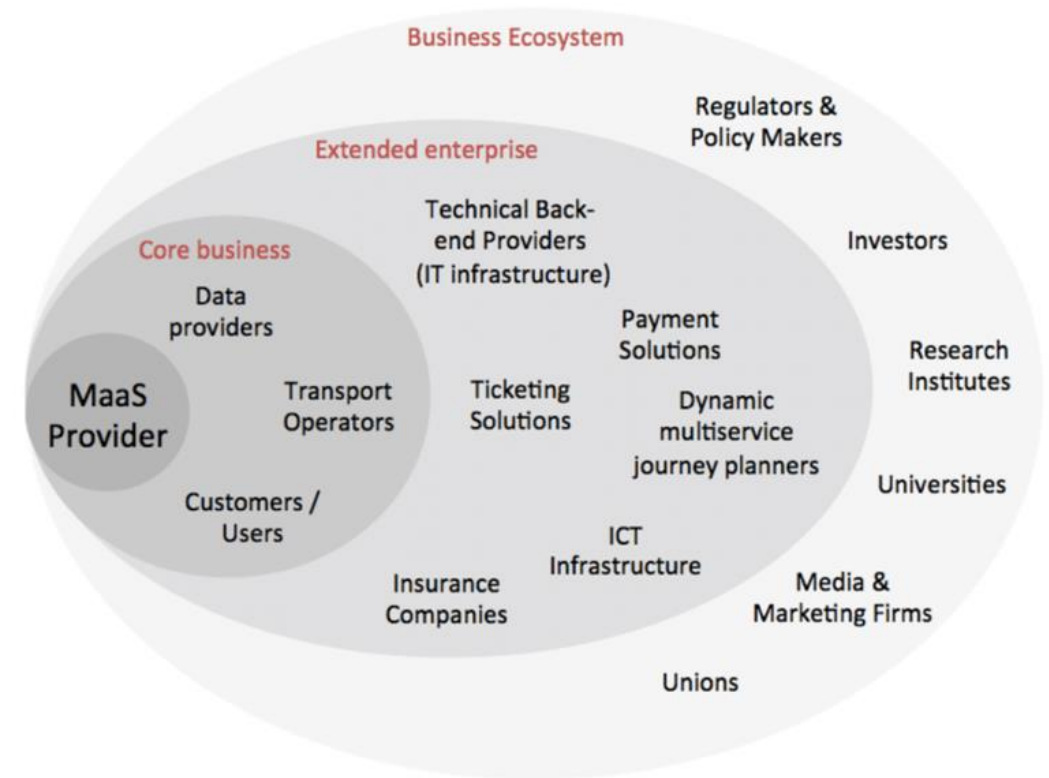 Business Ecosystem
Regulators &
Policy Makers
Extended enterprise
Technical Back-
end Providers
(IT infrastructure)
Investors
Core business
Data
providers
Payment
Solutions
Research
Institutes
MaaS
Provider
Transport
Operators
Ticketing
Solutions
Dynamic
multiservice
journey planners
Universities
Customers /
Users
ICT
Infrastructure
Insurance
Companies
Media &
Marketing Firms
Unions